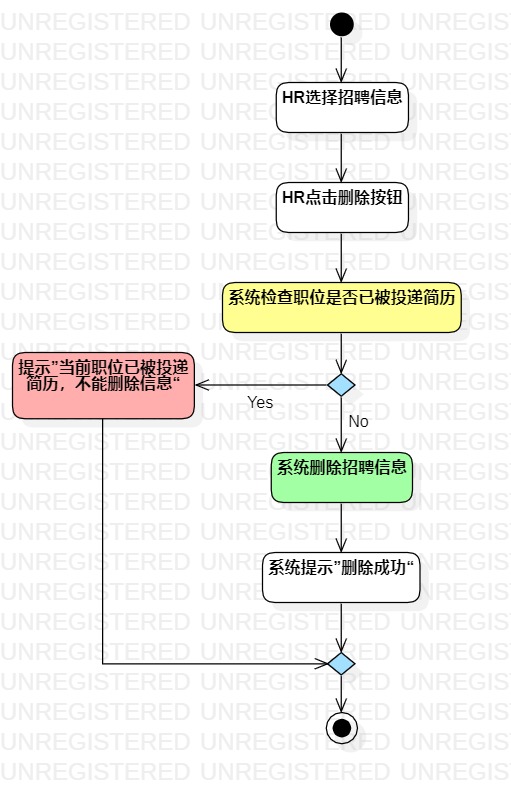 HR选择招聘信息
HR点击删除按钮
系统检查职位是否已被投递简历
提示”当前职位已被投递
简历，不能删除信息“
Yes
No
系统删除招聘信息
系统提示”删除成功“
UNREGISTERED